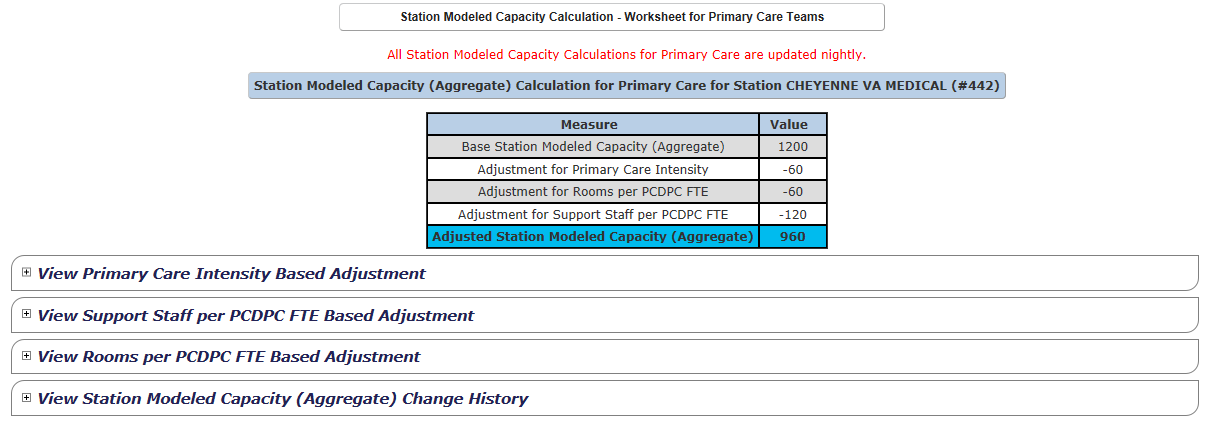 Station Modeled Capacity Calculation - Worksheet for Primary Care Teams
All Station Modeled Capacity Calculations for Primary Care are updated nightly.
Station Modeled Capacity (Aggregate) Calculation for Primary Care for Station CHEYENNE VA MEDICAL (#442)
Measure Value
Base Station Modeled Capacity (Aggregate) 1200
Adjustment for Primary Care Intensity -60
Adjustment for Rooms per PCDPC FTE -60
Adjustment for Support Staff per PCDPC FTE -120
Adjusted Station Modeled Capacity (Aggregate) 960
View Primary Care Intensity Based Adjustment
View Support Staff per PCDPC FTE Based Adjustment
View Rooms per PCDPC FTE Based Adjustment
View Station Modeled Capacity (Aggregate) Change History